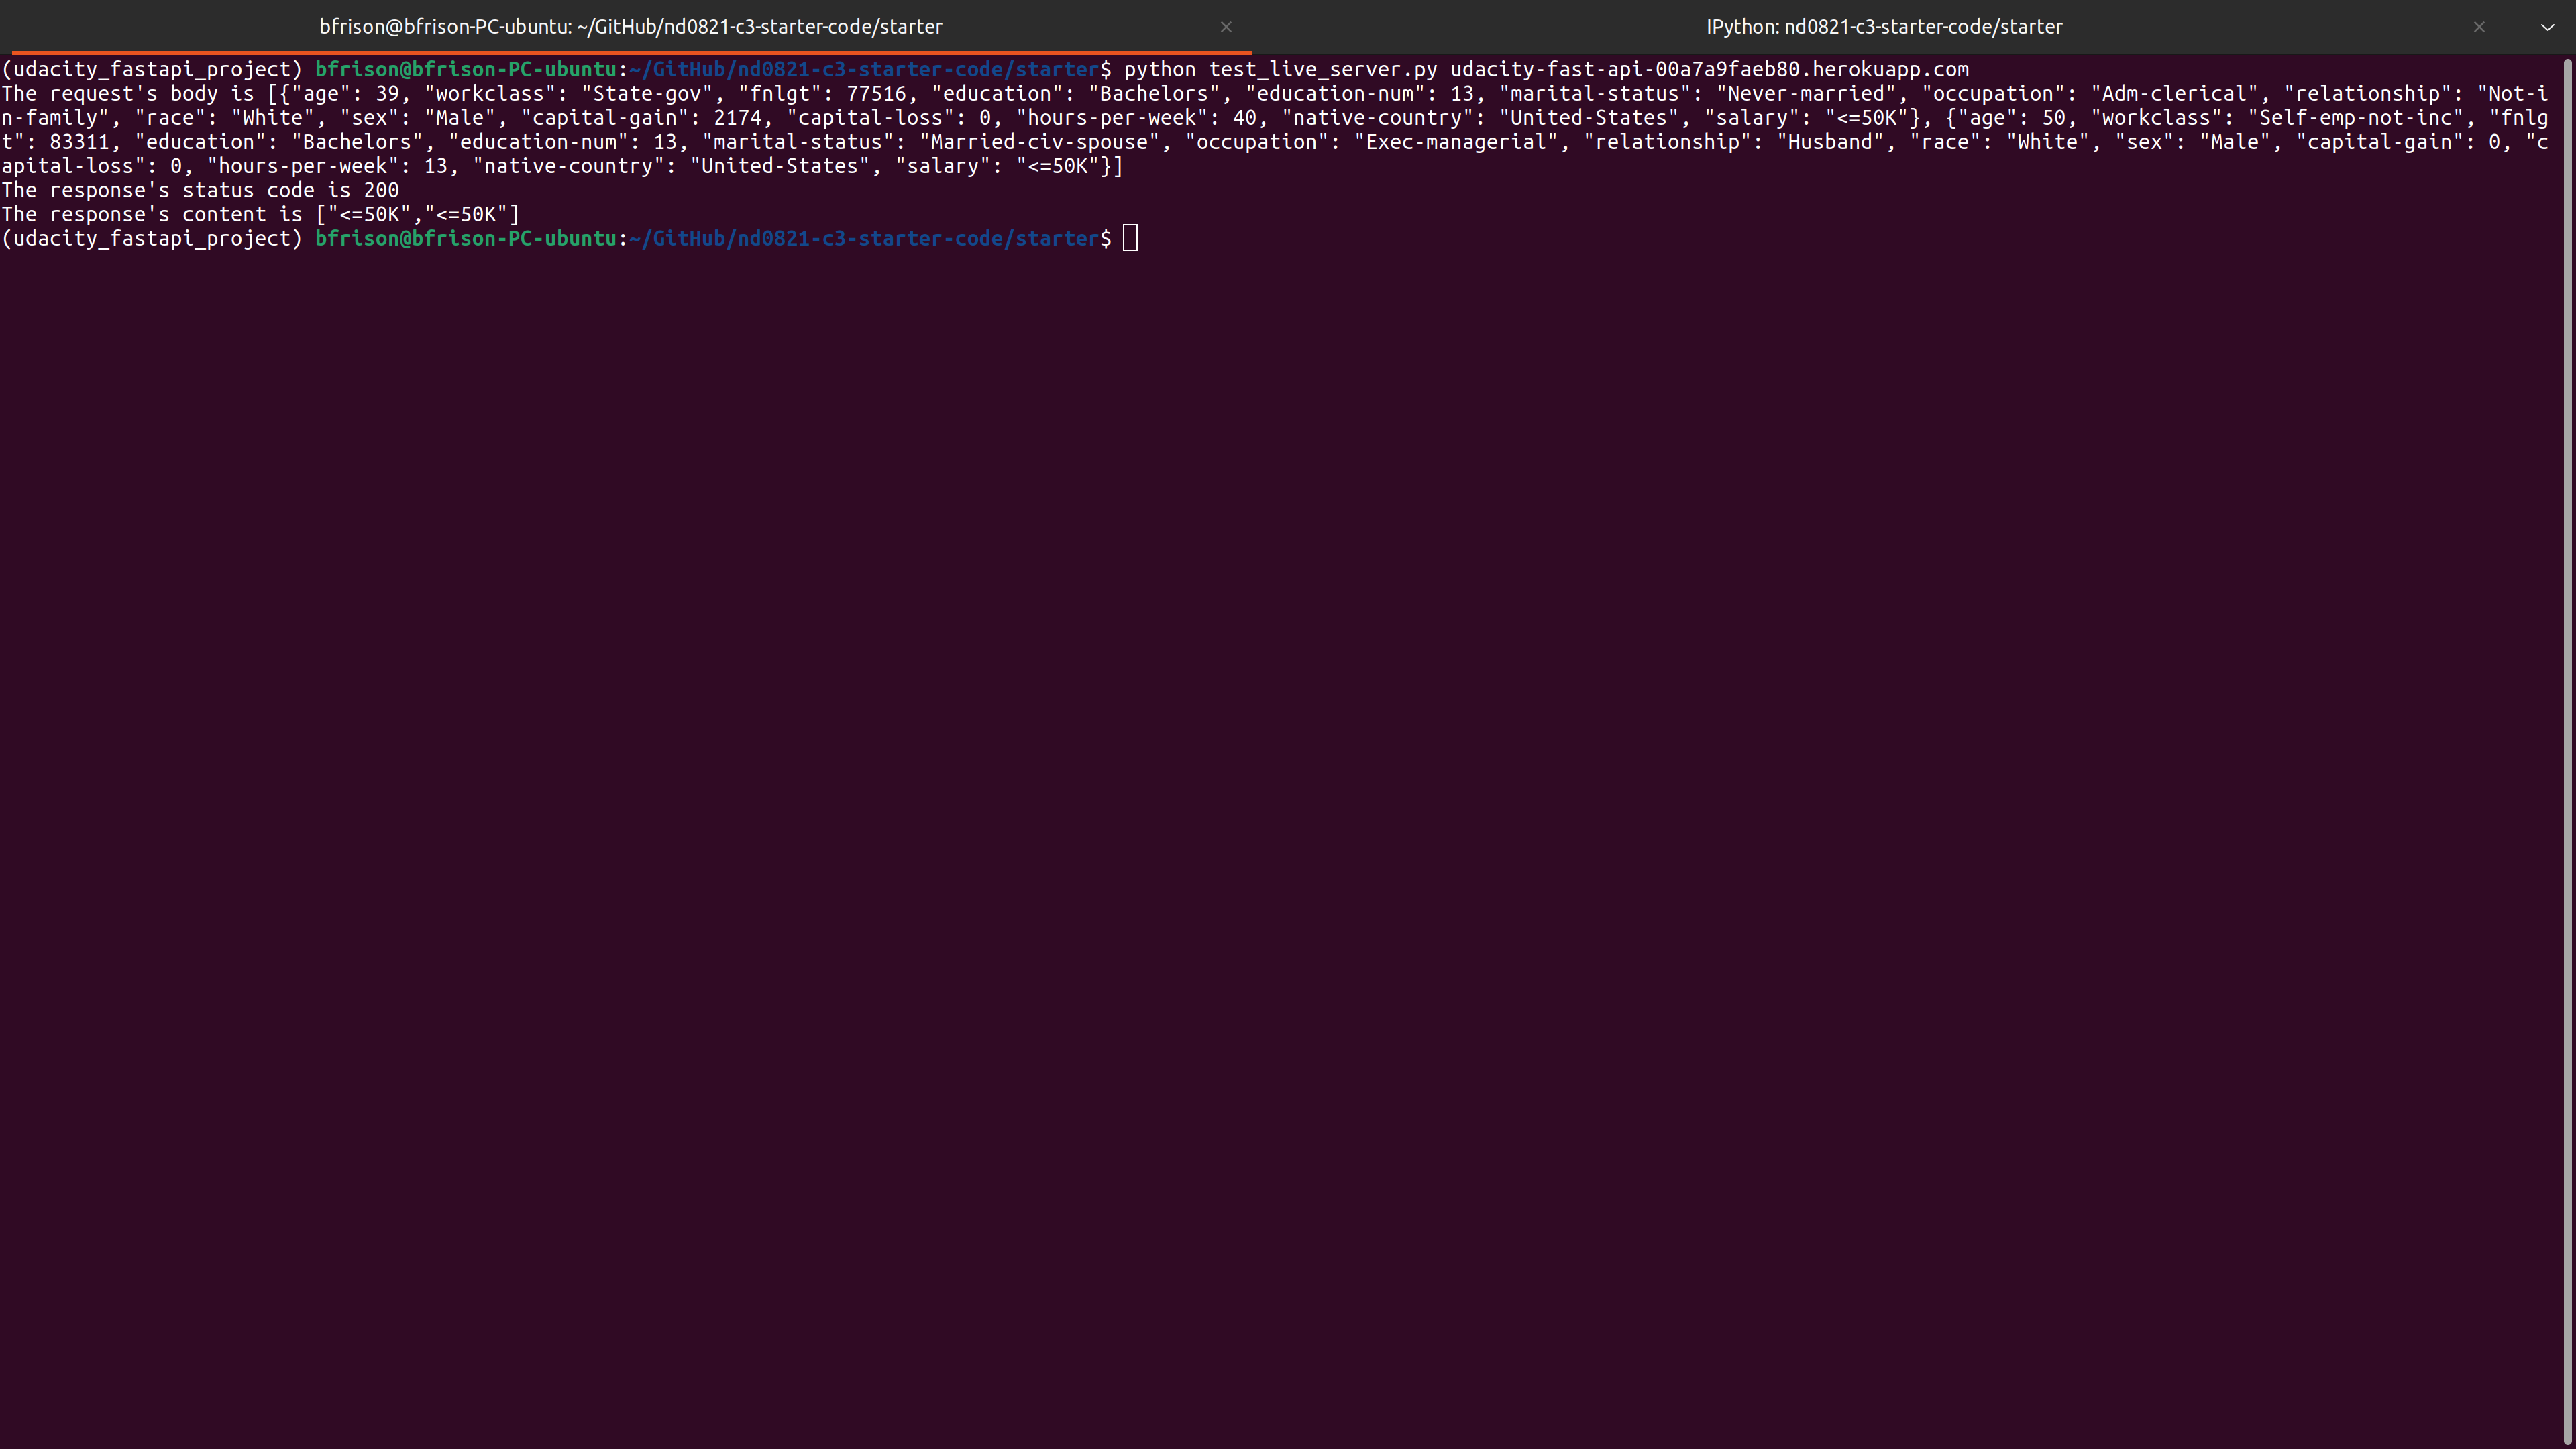 bfrison@bfrison-PC-ubuntu: ~/GitHub/nd0821-c3-starter-code/starter
IPython: nd0821-c3-starter-code/starter
(udacity_fastapi_project) bfrison@bfrison-PC-ubuntu:~/GitHub/nd0821-c3-starter-code/starter$ python test_live_server.py udacity-fast-api-00a7a9faeb80.herokuapp.com
The request's body is [{"age": 39, "workclass": "State-gov", "fnlgt": 77516, "education": "Bachelors", "education-num": 13, "marital-status": "Never-married", "occupation": "Adm-clerical", "relationship": "Not-i
n-family", "race": "White", "sex": "Male", "capital-gain": 2174, "capital-loss": 0, "hours-per-week": 40, "native-country": "United-States", "salary": "<=50K"}, {"age": 50, "workclass": "Self-emp-not-inc", "fnlg
t": 83311, "education": "Bachelors", "education-num": 13, "marital-status": "Married-civ-spouse", "occupation": "Exec-managerial", "relationship": "Husband", "race": "White", "sex": "Male", "capital-gain": 0, "c
apital-loss": 0, "hours-per-week": 13, "native-country": "United-States", "salary": "<=50K"}]
The response's status code is 200
The response's content is ["<=50K","<=50K"]
(udacity_fastapi_project) bfrison@bfrison-PC-ubuntu:~/GitHub/nd0821-c3-starter-code/starter$